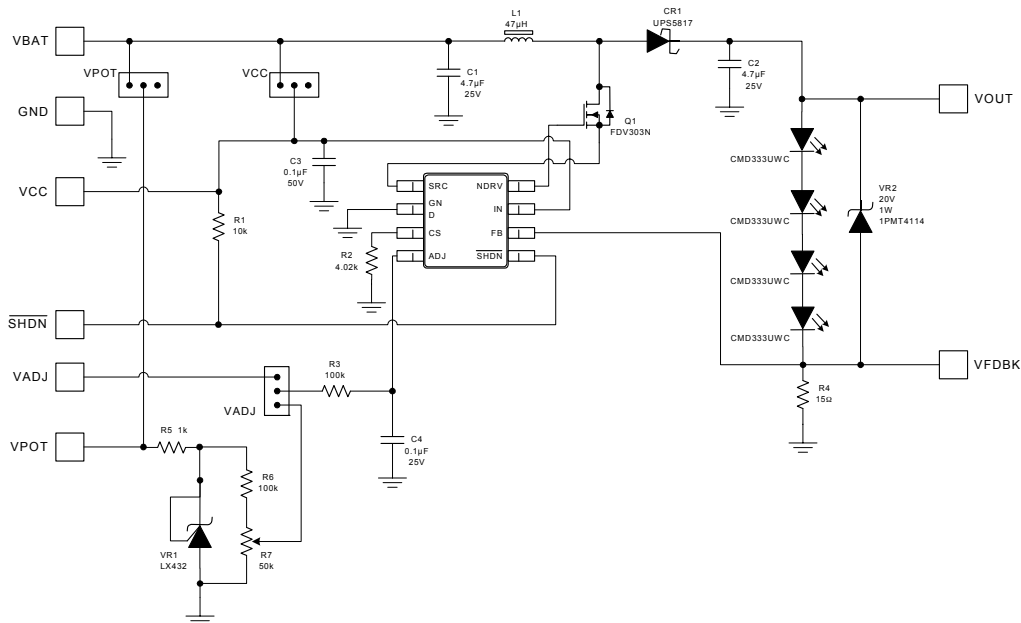 L1
47µH
CR1
UPS5817
VBAT
VPOT
VCC
C1
4.7µF
25V
C2
4.7µF
25V
VOUT
GND
Q1
FDV303N
CMD333UWC
C3
0.1µF
50V
VCC
SRC
NDRV
GN
D
IN
CS
FB
ADJ
SHDN
R1
10k
R2
4.02k
CMD333UWC
VR2
20V
1W
1PMT4114
CMD333UWC
SHDN
CMD333UWC
VADJ
R3
100k
VFDBK
VADJ
R4
15Ω
VPOT
R5 1k
C4
0.1µF
25V
R6
100k
VR1
LX432
R7
50k